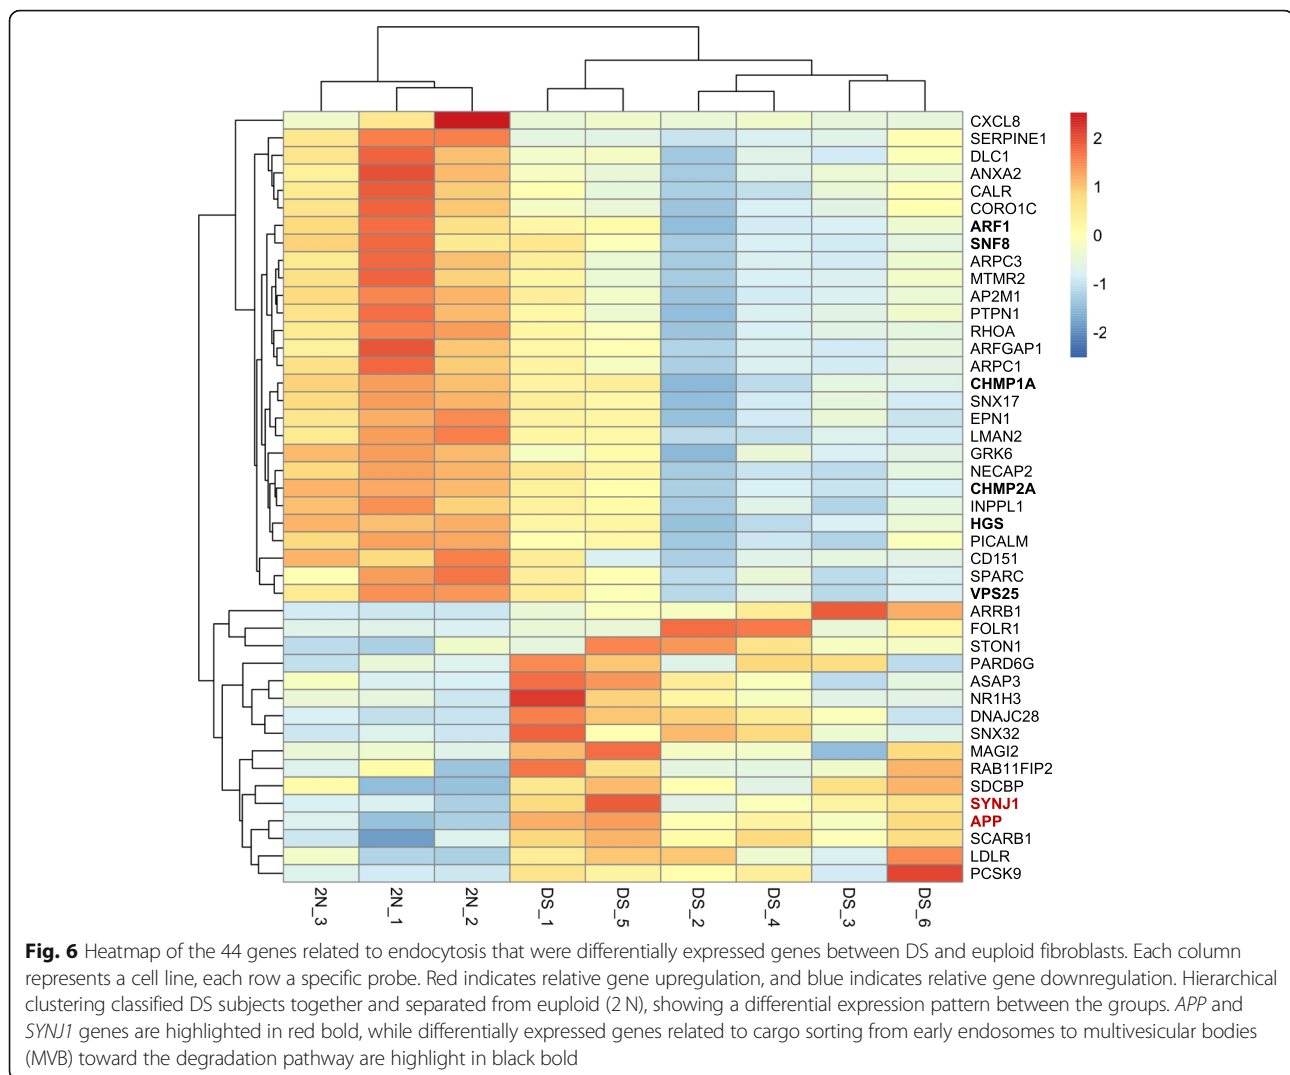 CXCL8
SERPINE1
DLC1
ANXA2
CALR
CORO1C
ARF1
SNF8
ARPC3
MTMR2
AP2M1
PTPN1
RHOA
ARFGAP1
ARPC1
CHMP1A
SNX17
EPN1
LMAN2
GRK6
NECAP2
CHMP2A
INPPL1
HGS
PICALM
CD151
SPARC
VPS25
ARRB1
FOLR1
STON1
PARD6G
ASAP3
NR1H3
DNAJC28
SNX32
MAGI2
RAB11FIP2
SDCBP
SYNJ1
APP
SCARB1
LDLR
PCSK9
2
1
0
-1
-2
2N_3
2N_1
2N_2
DS_1
DS_5
DS_2
DS_4
DS_3
DS_6
Fig. 6 Heatmap of the 44 genes related to endocytosis that were differentially expressed genes between DS and euploid fibroblasts. Each column
represents a cell line, each row a specific probe. Red indicates relative gene upregulation, and blue indicates relative gene downregulation. Hierarchical
clustering classified DS subjects together and separated from euploid (2 N), showing a differential expression pattern between the groups. APP and
SYNJ1 genes are highlighted in red bold, while differentially expressed genes related to cargo sorting from early endosomes to multivesicular bodies
(MVB) toward the degradation pathway are highlight in black bold